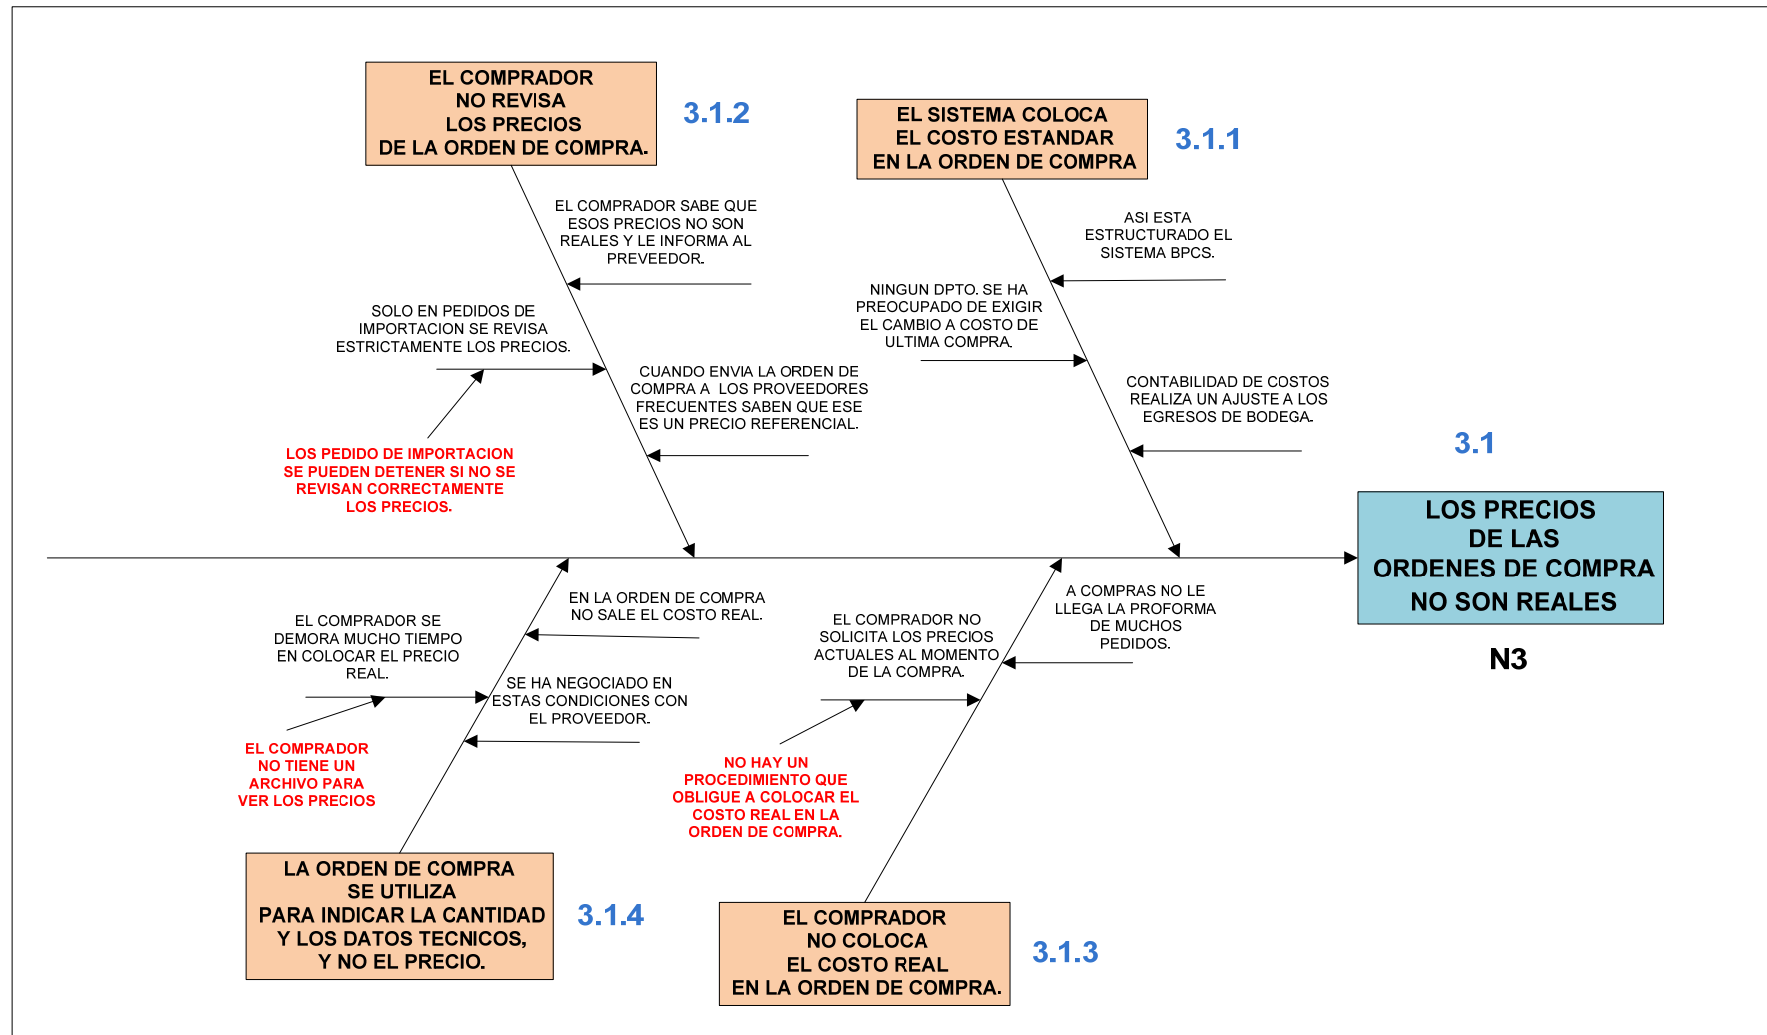 EL COMPRADOR
NO REVISA
LOS PRECIOS
DE LA ORDEN DE COMPRA.
3.1.2
EL SISTEMA COLOCA
EL COSTO ESTANDAR
EN LA ORDEN DE COMPRA
3.1.1
EL COMPRADOR SABE QUE
ESOS PRECIOS NO SON
REALES Y LE INFORMA AL
PREVEEDOR.
SOLO EN PEDIDOS DE
IMPORTACION SE REVISA
ESTRICTAMENTE LOS PRECIOS.
CUANDO ENVIA LA ORDEN DE
COMPRA A  LOS PROVEEDORES
FRECUENTES SABEN QUE ESE
ES UN PRECIO REFERENCIAL.
LOS PEDIDO DE IMPORTACION
SE PUEDEN DETENER SI NO SE
REVISAN CORRECTAMENTE
LOS PRECIOS.
ASI ESTA
ESTRUCTURADO EL
SISTEMA BPCS.
NINGUN DPTO. SE HA
PREOCUPADO DE EXIGIR
EL CAMBIO A COSTO DE
ULTIMA COMPRA.
CONTABILIDAD DE COSTOS
REALIZA UN AJUSTE A LOS
EGRESOS DE BODEGA.
3.1
LOS PRECIOS
DE LAS
ORDENES DE COMPRA
NO SON REALES
N3
EN LA ORDEN DE COMPRA
NO SALE EL COSTO REAL.
EL COMPRADOR SE
DEMORA MUCHO TIEMPO
EN COLOCAR EL PRECIO
REAL.
SE HA NEGOCIADO EN
ESTAS CONDICIONES CON
EL PROVEEDOR.
EL COMPRADOR
NO TIENE UN
ARCHIVO PARA
VER LOS PRECIOS
A COMPRAS NO LE
LLEGA LA PROFORMA
DE MUCHOS
PEDIDOS.
EL COMPRADOR NO
SOLICITA LOS PRECIOS
ACTUALES AL MOMENTO
DE LA COMPRA.
NO HAY UN
PROCEDIMIENTO QUE
OBLIGUE A COLOCAR EL
COSTO REAL EN LA
ORDEN DE COMPRA.
LA ORDEN DE COMPRA
SE UTILIZA
PARA INDICAR LA CANTIDAD
Y LOS DATOS TECNICOS,
Y NO EL PRECIO.
3.1.4
EL COMPRADOR
NO COLOCA
EL COSTO REAL
EN LA ORDEN DE COMPRA.
3.1.3